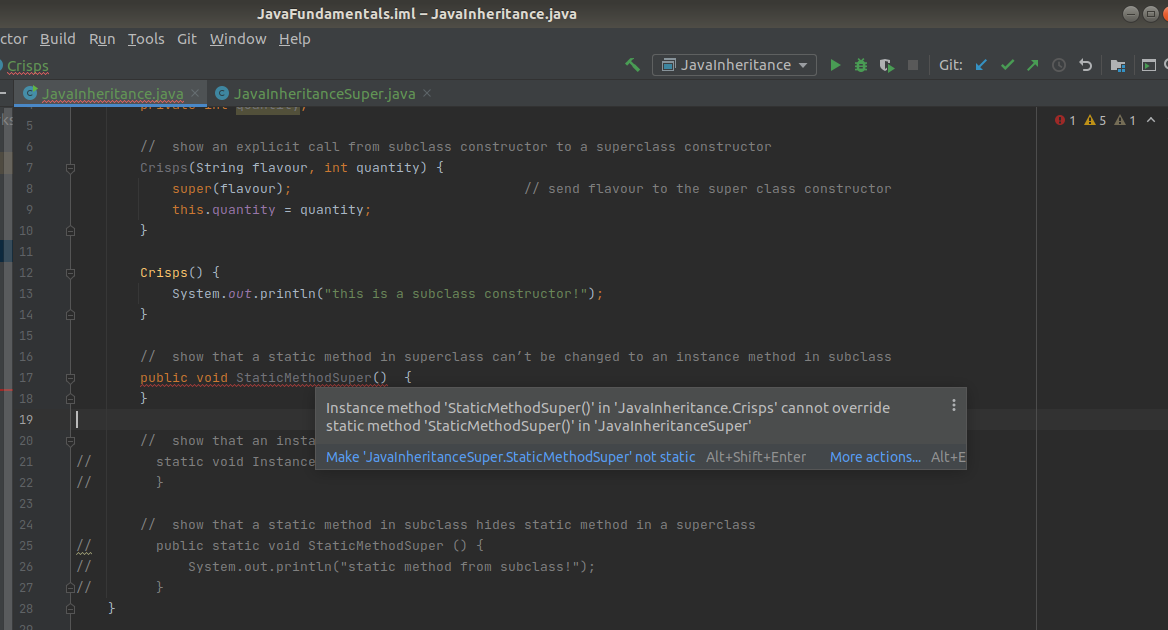 JavaFundamentals.iml – JavaInheritance.java
ctor Build Run Tools Git Window Help
Crisps JavaInheritance Git:
JavaInheritance.java JavaInheritanceSuper.java
private int quantity;
1 5 1
5
6 // show an explicit call from subclass constructor to a superclass constructor
7 Crisps(String flavour, int quantity) {
8 super(flavour); // send flavour to the super class constructor
9 this.quantity = quantity;
10 }
11
12 Crisps() {
13 System.out.println("this is a subclass constructor!");
14 }
15
16 // show that a static method in superclass can’t be changed to an instance method in subclass
17 public void StaticMethodSuper() {
18 }
19
Instance method 'StaticMethodSuper()' in 'JavaInheritance.Crisps' cannot override
static method 'StaticMethodSuper()' in 'JavaInheritanceSuper'
Make 'JavaInheritanceSuper.StaticMethodSuper' not static Alt+Shift+Enter More actions... Alt+E
20 // show that an insta
21 // static void Instance
22 // }
23
24 // show that a static method in subclass hides static method in a superclass
25 // public static void StaticMethodSuper () {
26 // System.out.println("static method from subclass!");
27 // }
28 }